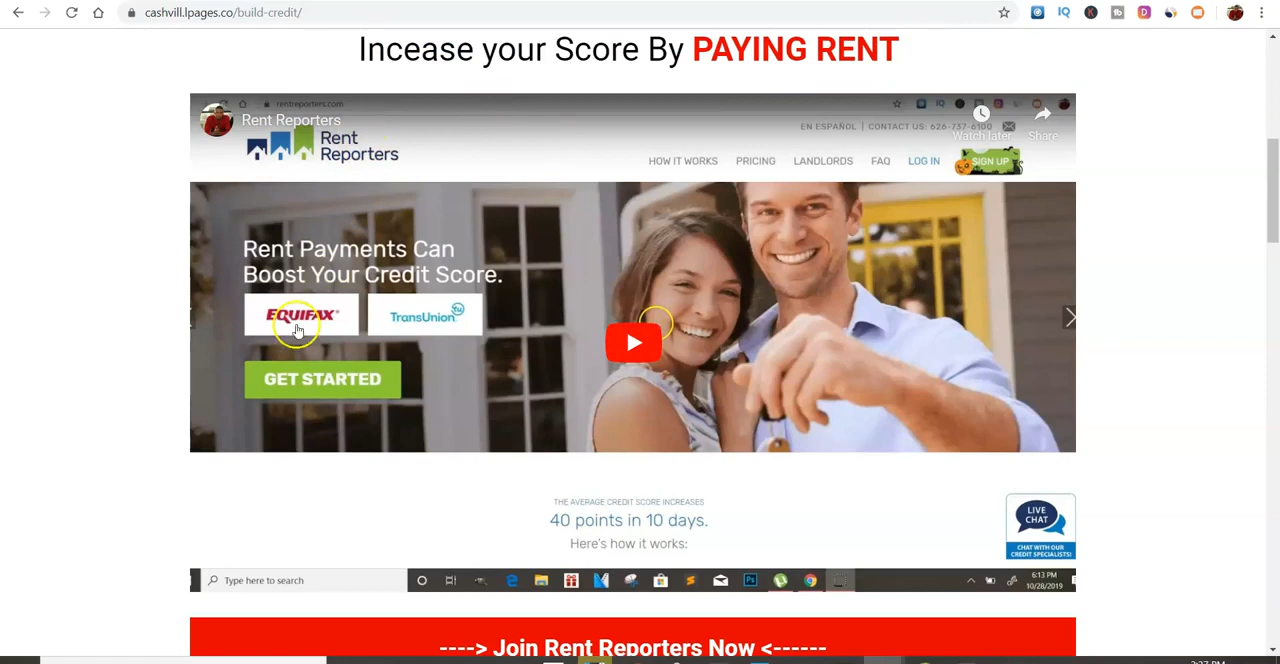 cashvill.lpages.co/build-credit/
Incease your Score By PAYING RENT
rentreporters.com
Rent Reporters
EN ESPAÑOL | CONTACT US: 626-737-6100
Watch later
Share
Rent
Reporters
HOW IT WORKS PRICING LANDLORDS FAQ LOG IN SIGN UP
Rent Payments Can
Boost Your Credit Score.
EQUIFAX TransUnion tu
GET STARTED
THE AVERAGE CREDIT SCORE INCREASES
40 points in 10 days.
Here's how it works:
LIVE
CHAT
CHAT WITH OUR
CREDIT SPECIALISTS
Type here to search
6:13 PM
10/28/2019
----> Join Rent Reporters Now <------